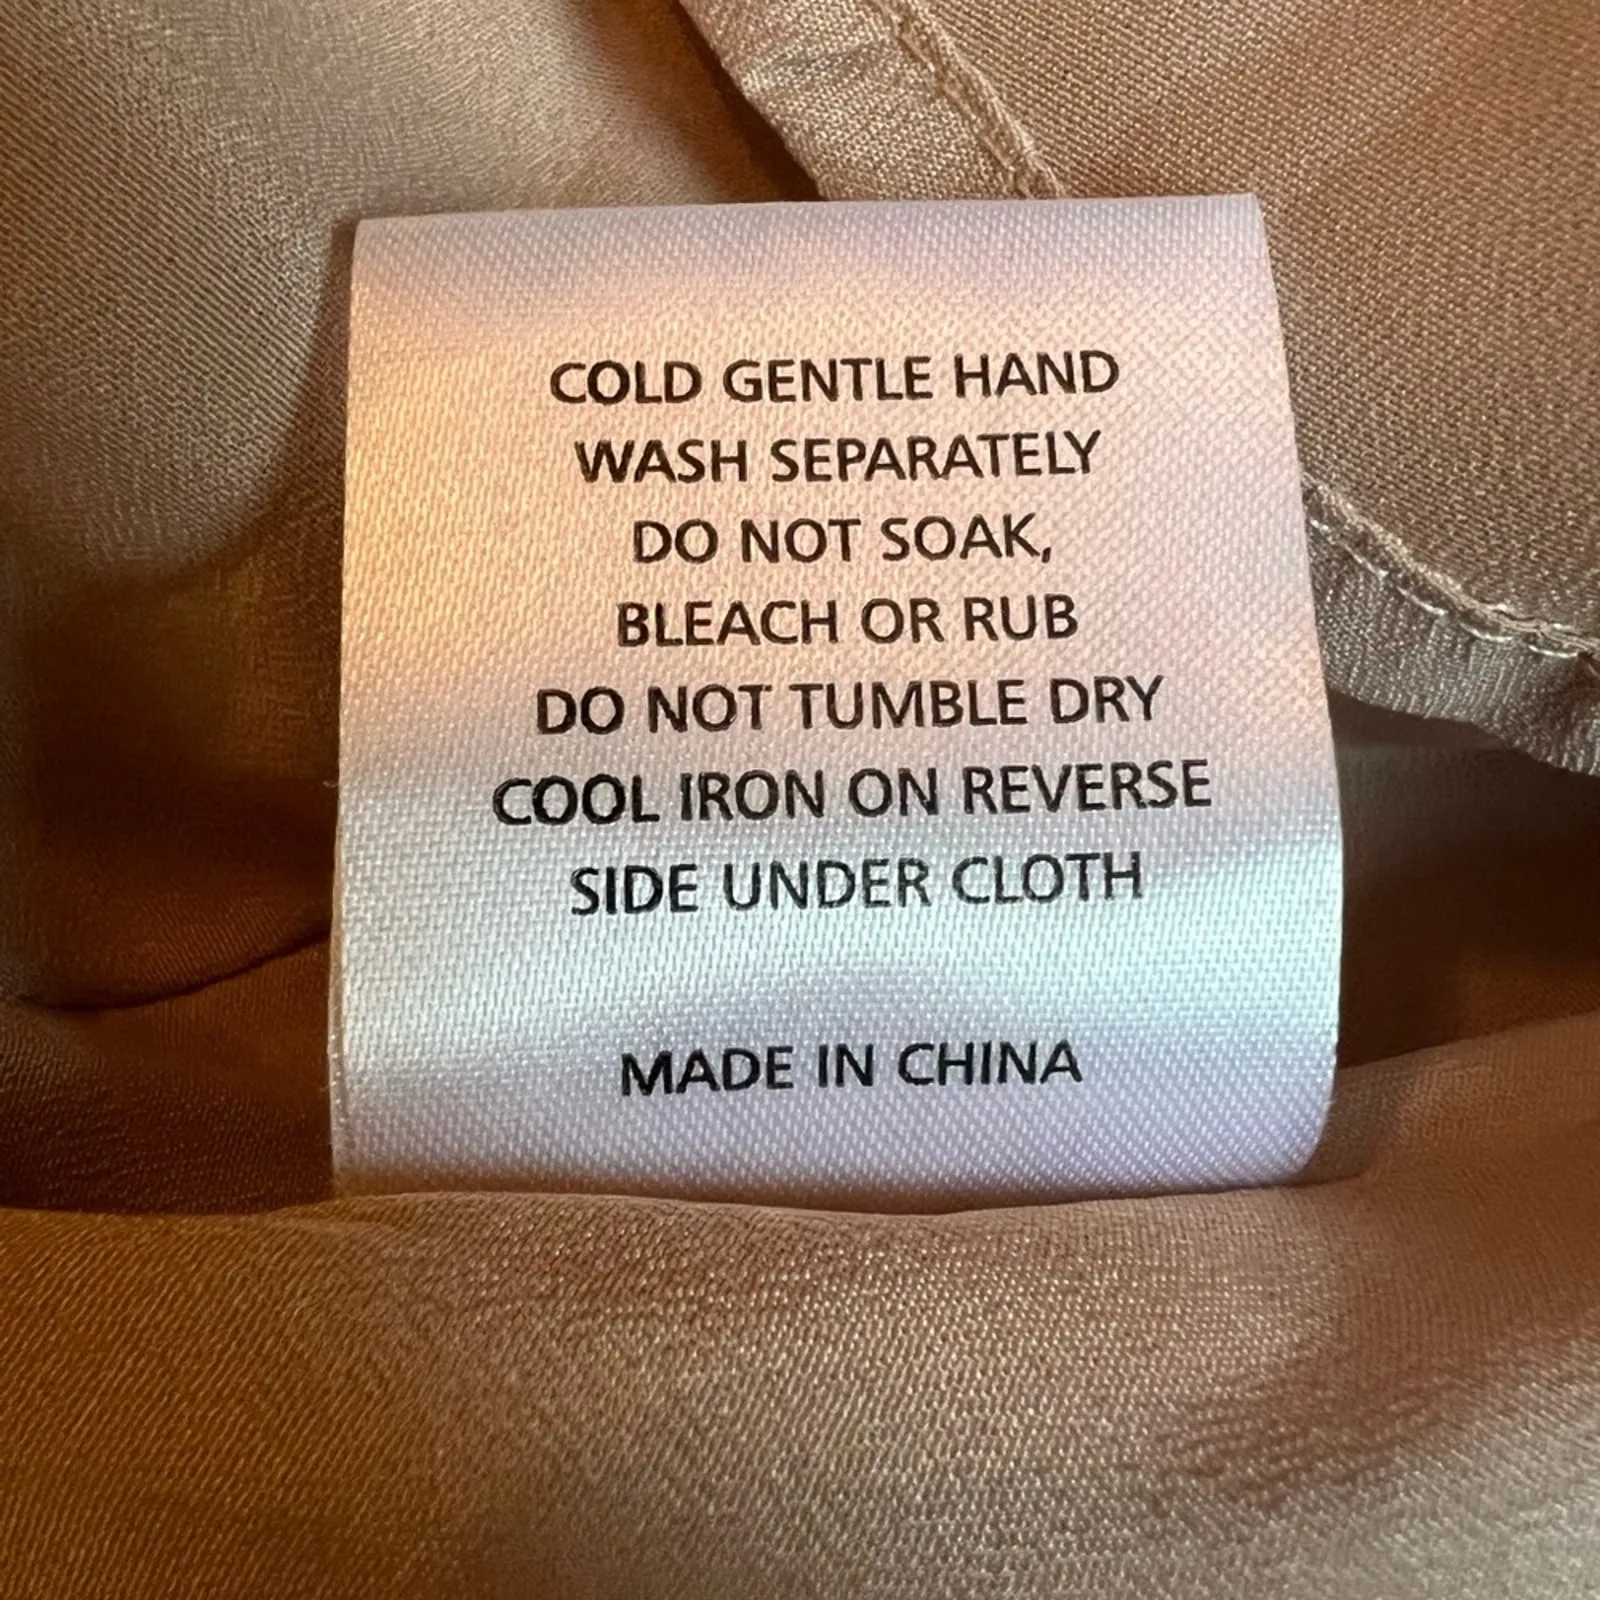 COLD GENTLE HAND
WASH SEPARATELY
DO NOT SOAK,
BLEACH OR RUB
DO NOT TUMBLE DRY
COOL IRON ON REVERSE
SIDE UNDER CLOTH
MADE IN CHINA